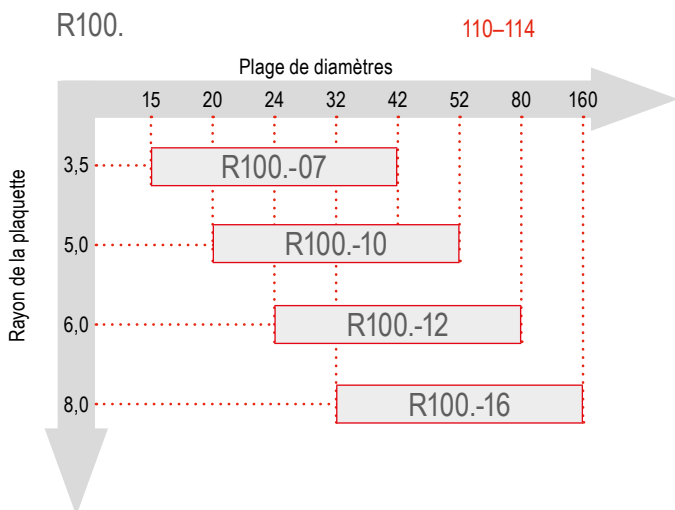 R100. 110–114
Plage de diamètres
15 20 24 32 42 52 80 160
Rayon de la plaquette
3,5 R100.-07
5,0 R100.-10
6,0 R100.-12
8,0 R100.-16